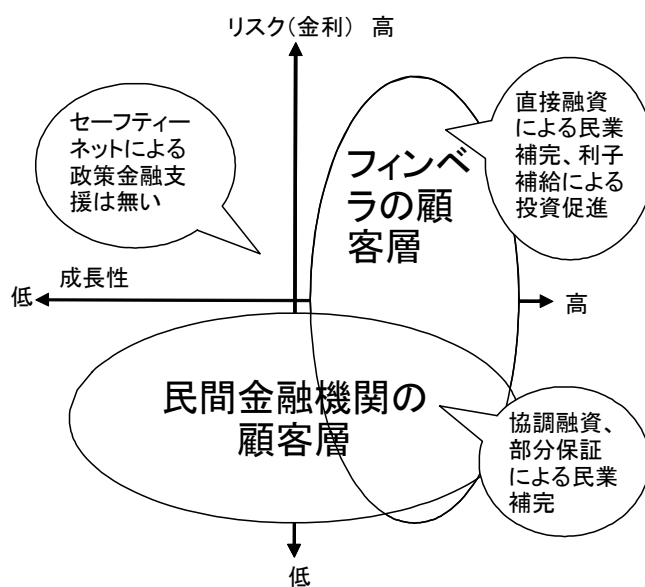 リスク（金利） 高
セーフティー
ネットによる
政策金融支
援は無い
直接融資
による民業
補完、利子
補給による
投資促進
フィンベ
ラの顧
客層
成長性
低
高
民間金融機関の
顧客層
協調融資、
部分保証
による民業
補完
低